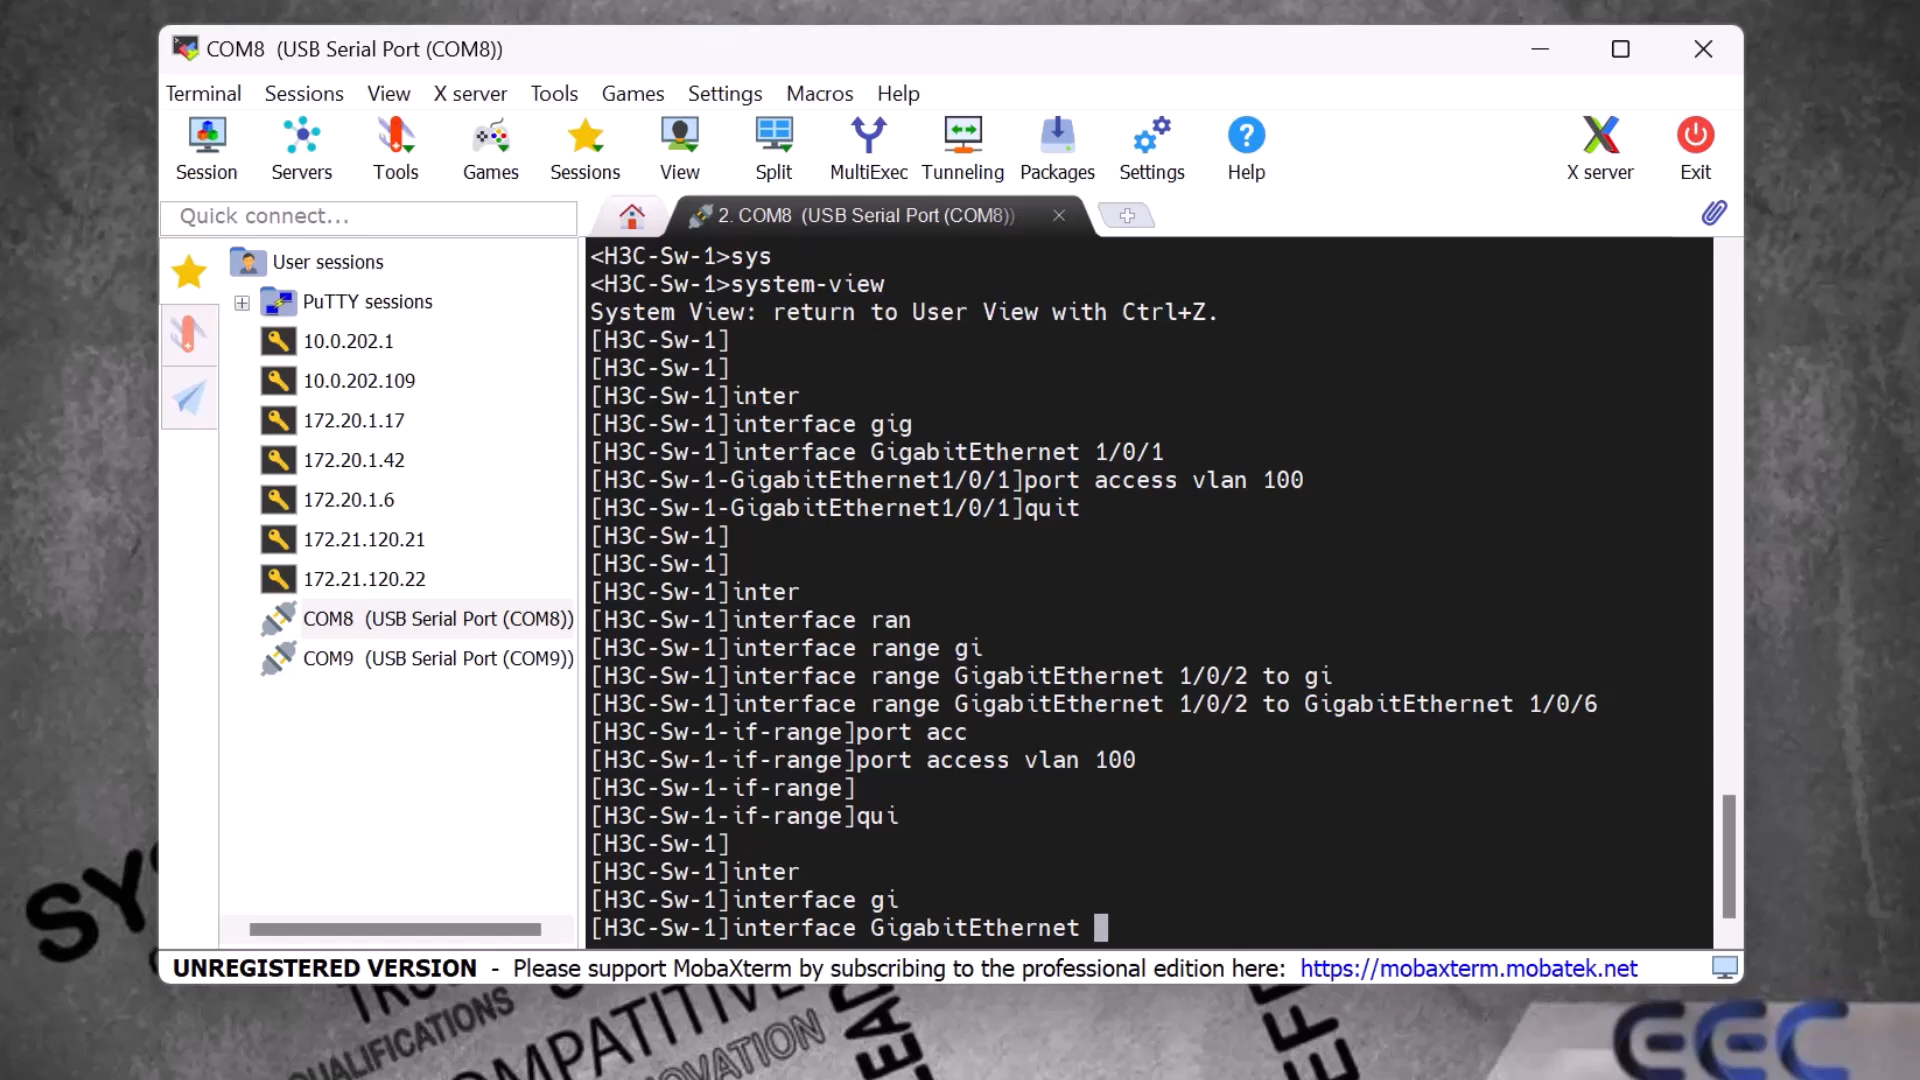 COM8  (USB Serial Port (COM8))
Terminal Sessions View X server Tools Games Settings Macros Help
Session Servers Tools Games Sessions View Split MultiExec Tunneling Packages Settings Help X server Exit
Quick connect...
2. COM8  (USB Serial Port (COM8))
User sessions
PuTTY sessions
10.0.202.1
10.0.202.109
172.20.1.17
172.20.1.42
172.20.1.6
172.21.120.21
172.21.120.22
COM8  (USB Serial Port (COM8))
COM9  (USB Serial Port (COM9))
<H3C-Sw-1>sys
<H3C-Sw-1>system-view
System View: return to User View with Ctrl+Z.
[H3C-Sw-1]
[H3C-Sw-1]
[H3C-Sw-1]inter
[H3C-Sw-1]interface gig
[H3C-Sw-1]interface GigabitEthernet 1/0/1
[H3C-Sw-1-GigabitEthernet1/0/1]port access vlan 100
[H3C-Sw-1-GigabitEthernet1/0/1]quit
[H3C-Sw-1]
[H3C-Sw-1]
[H3C-Sw-1]inter
[H3C-Sw-1]interface ran
[H3C-Sw-1]interface range gi
[H3C-Sw-1]interface range GigabitEthernet 1/0/2 to gi
[H3C-Sw-1]interface range GigabitEthernet 1/0/2 to GigabitEthernet 1/0/6
[H3C-Sw-1-if-range]port acc
[H3C-Sw-1-if-range]port access vlan 100
[H3C-Sw-1-if-range]
[H3C-Sw-1-if-range]qui
[H3C-Sw-1]
[H3C-Sw-1]inter
[H3C-Sw-1]interface gi
[H3C-Sw-1]interface GigabitEthernet
UNREGISTERED VERSION  -  Please support MobaXterm by subscribing to the professional edition here:  https://mobaxterm.mobatek.net